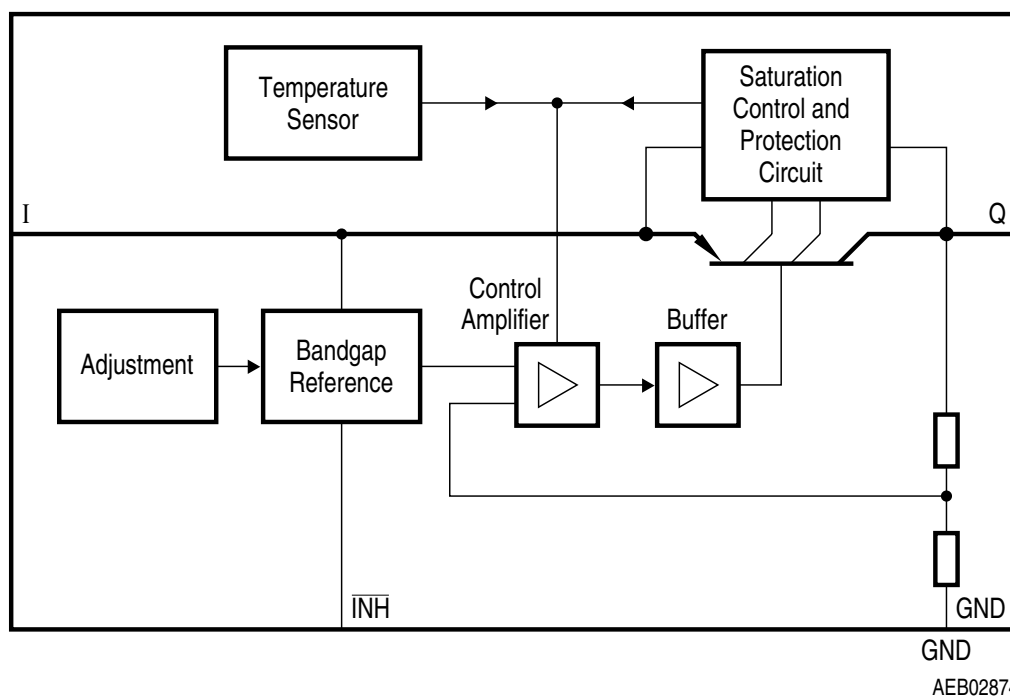 Temperature
Sensor
Saturation
Control and
Protection
Circuit
I
Q
Control
Amplifier
Buffer
Adjustment
Bandgap
Reference
INH
GND
GND